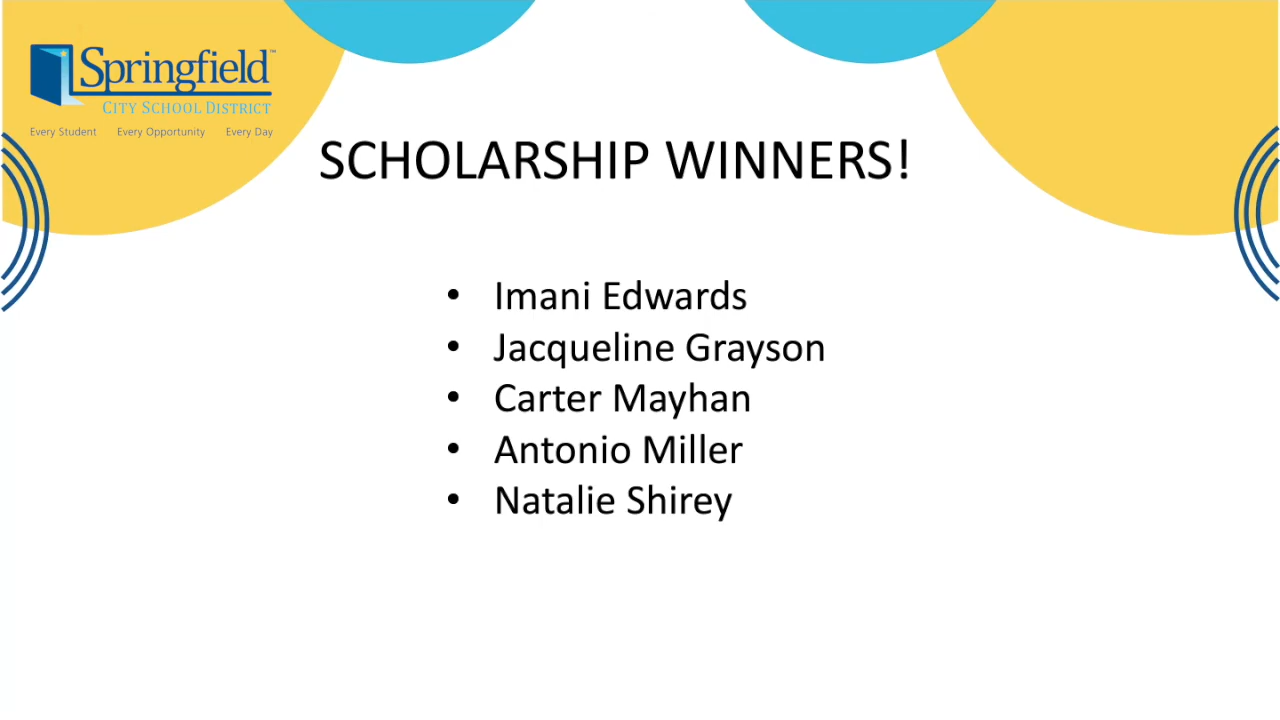 Springfield™
CITY SCHOOL DISTRICT
Every Student Every Opportunity Every Day
SCHOLARSHIP WINNERS!
• Imani Edwards
• Jacqueline Grayson
• Carter Mayhan
• Antonio Miller
• Natalie Shirey